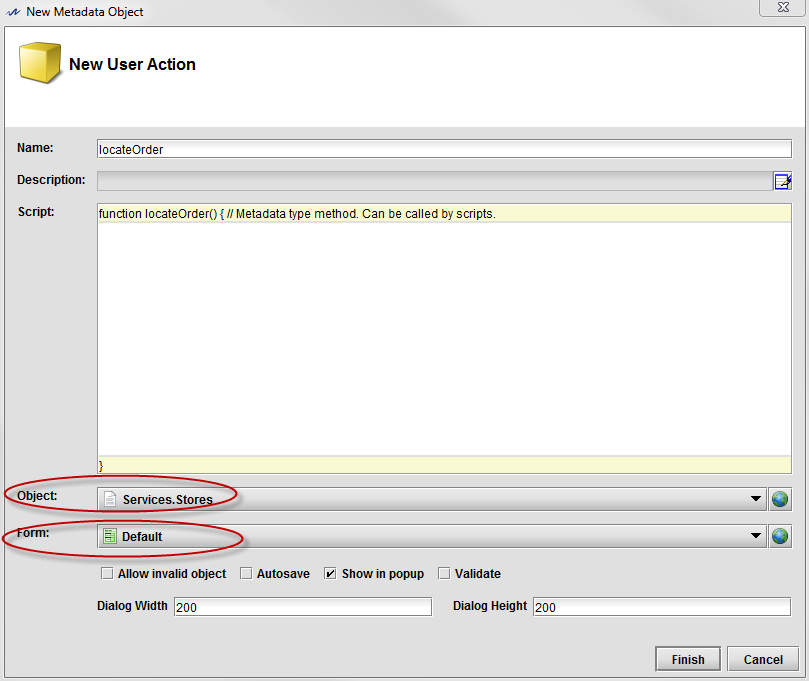 New Metadata Object
New User Action
Name: locateOrder
Description:
Script: function locateOrder() { // Metadata type method. Can be called by scripts.
}
Object: Services.Stores
Form: Default
Allow invalid object Autosave Show in popup Validate
Dialog Width 200 Dialog Height 200
Finish Cancel